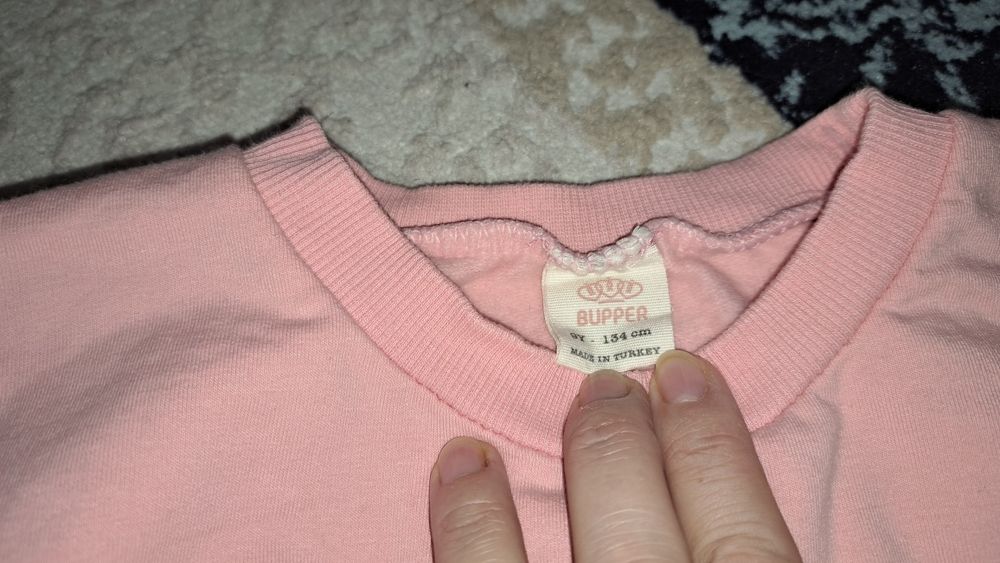 BUPPER
9Y - 134 cm
MADE IN TURKEY